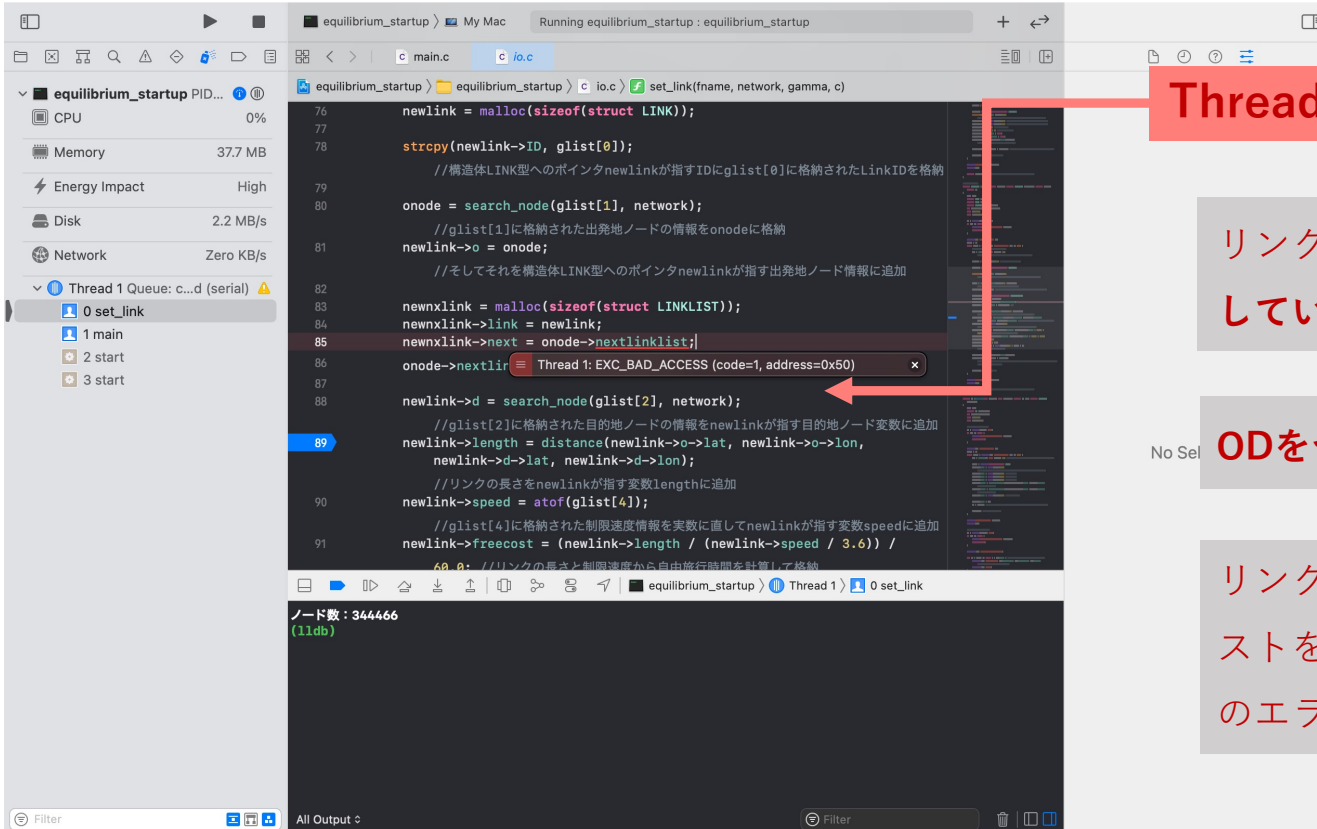 equilibrium_startup 〉 My Mac
Running equilibrium_startup : equilibrium_startup
main.c
io.c
equilibrium_startup 〉 equilibrium_startup 〉 io.c 〉 set_link(fname, network, gamma, c)
equilibrium_startup PID...
CPU 0%
Memory 37.7 MB
Energy Impact High
Disk 2.2 MB/s
Network Zero KB/s
Thread 1 Queue: c...d (serial)
0 set_link
1 main
2 start
3 start
Filter
76 newlink = malloc(sizeof(struct LINK));
77
78 strcpy(newlink->ID, glist[0]);
//構造体LINK型へのポインタnewlinkが指すIDにglist[0]に格納されたLinkIDを格納
79
80 onode = search_node(glist[1], network);
//glist[1]に格納された出発地ノードの情報をonodeに格納
81 newlink->o = onode;
//そしてそれを構造体LINK型へのポインタnewlinkが指す出発地ノード情報に追加
82
83 newnxlink = malloc(sizeof(struct LINKLIST));
84 newnxlink->link = newlink;
85 newnxlink->next = onode->nextlinklist;
Thread 1: EXC_BAD_ACCESS (code=1, address=0x50)
86 onode->nextlin
87
88 newlink->d = search_node(glist[2], network);
//glist[2]に格納された目的地ノードの情報をnewlinkが指す目的地ノード変数に追加
89 newlink->length = distance(newlink->o->lat, newlink->o->lon,
newlink->d->lat, newlink->d->lon);
//リンクの長さをnewlinkが指す変数lengthに追加
90 newlink->speed = atof(glist[4]);
//glist[4]に格納された制限速度情報を実数に直してnewlinkが指す変数speedに追加
91 newlink->freecost = (newlink->length / (newlink->speed / 3.6)) /
60.0; //リンクの長さと制限速度から自由旅行時間を計算して格納
equilibrium_startup 〉 Thread 1 〉 0 set_link
ノード数：344466
(lldb)
All Output
Filter
Thread
リンク
してい
No Sel
ODを
リンク
ストを
のエラ